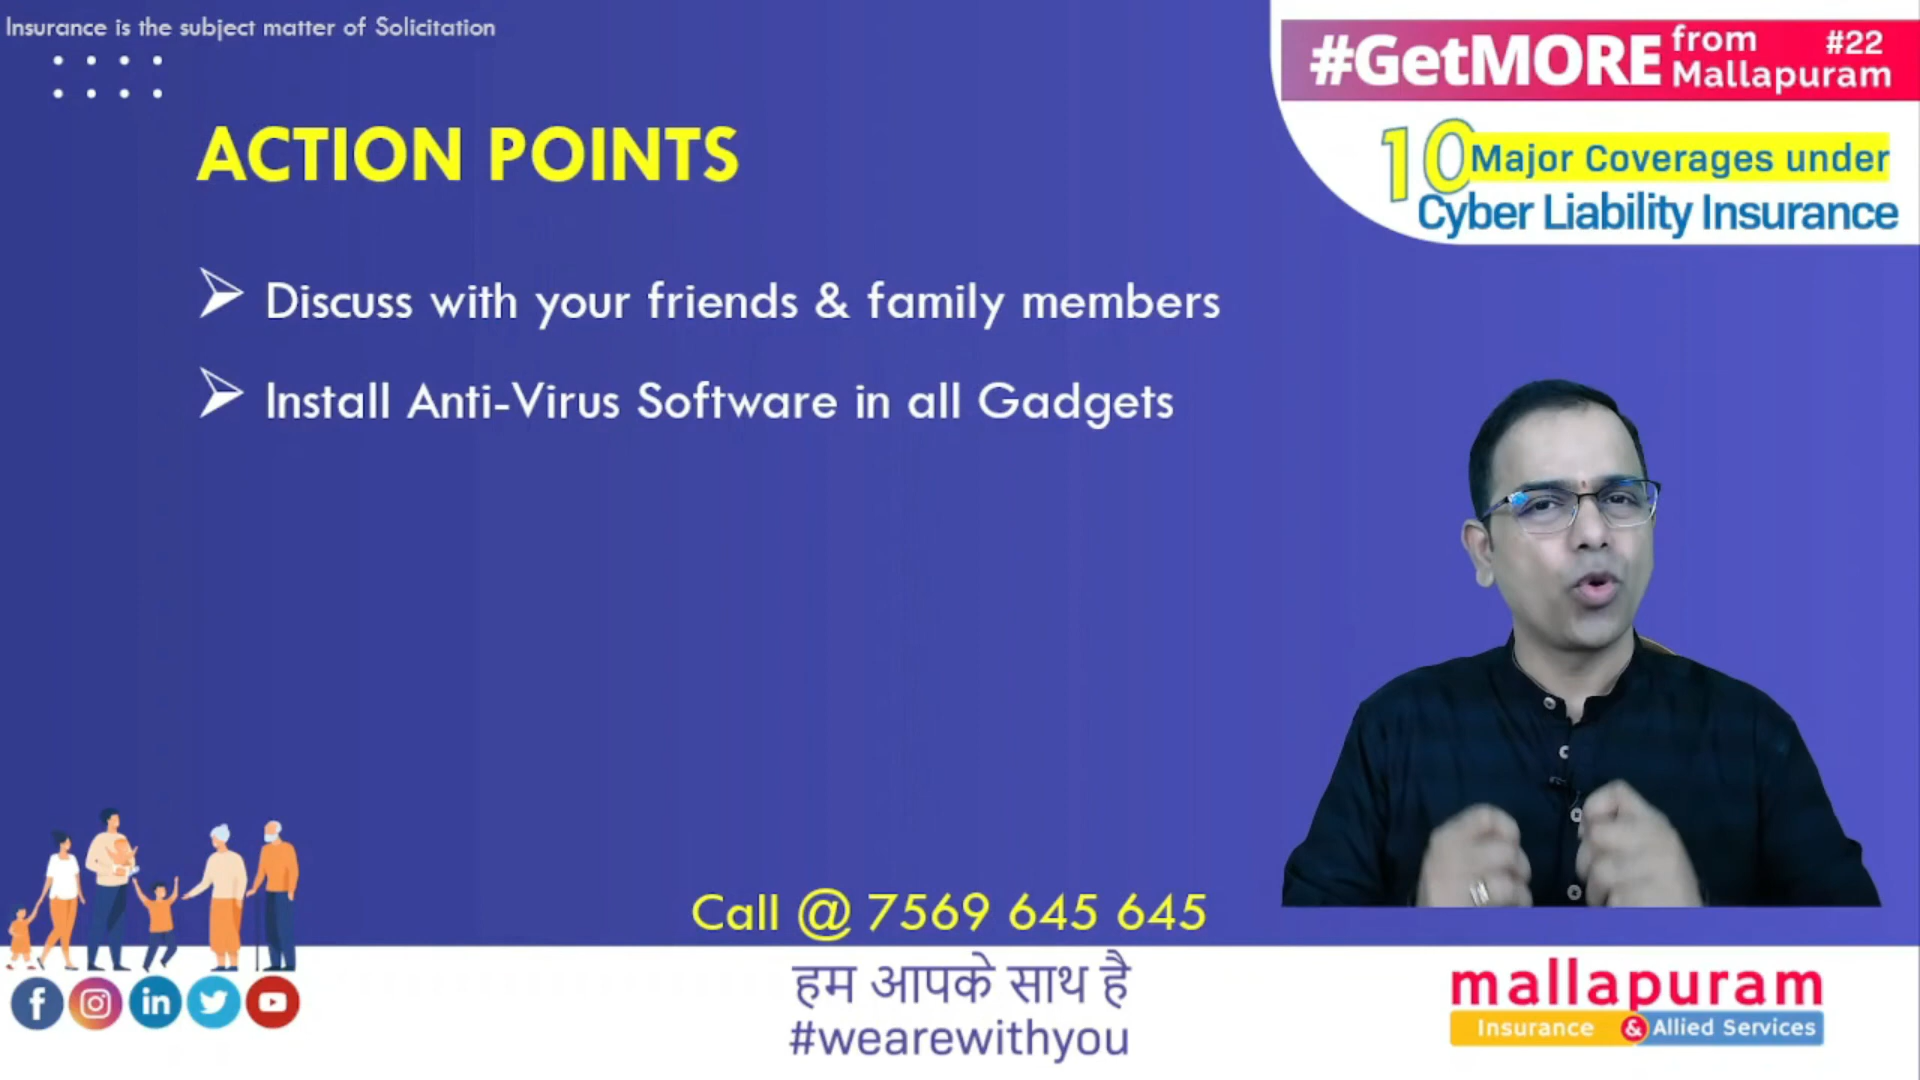 Insurance is the subject matter of Solicitation
#GetMORE from Mallapuram #22
10 Major Coverages under
Cyber Liability Insurance
ACTION POINTS
Discuss with your friends & family members
Install Anti-Virus Software in all Gadgets
Call @ 7569 645 645
हम आपके साथ है
#wearewithyou
mallapuram
Insurance & Allied Services